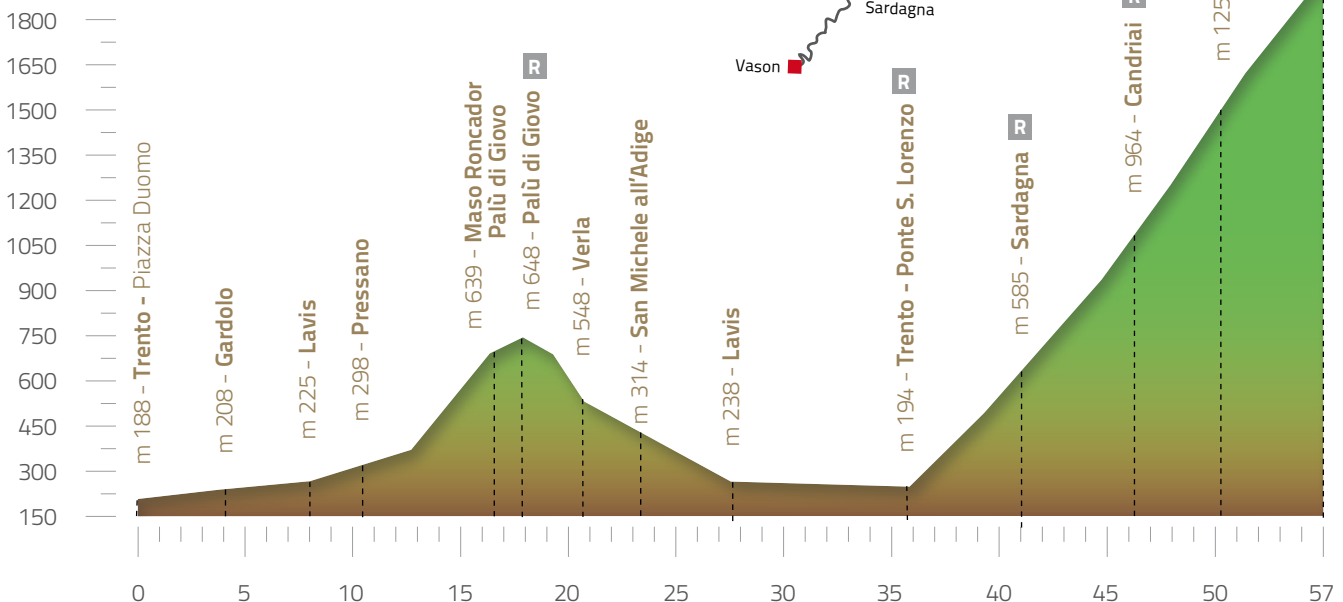 Sardagna
Vason
1800
1650
1500
1350
1200
1050
900
750
600
450
300
150
m 188 - Trento - Piazza Duomo
m 208 - Gardolo
m 225 - Lavis
m 298 - Pressano
m 639 - Maso Roncador
Palù di Giovo
R
m 648 - Palù di Giovo
m 548 - Verla
m 314 - San Michele all'Adige
m 238 - Lavis
R
m 194 - Trento - Ponte S. Lorenzo
R
m 585 - Sardagna
R
m 964 - Candriai
m 125
0
5
10
15
20
5
30
35
40
45
50
57